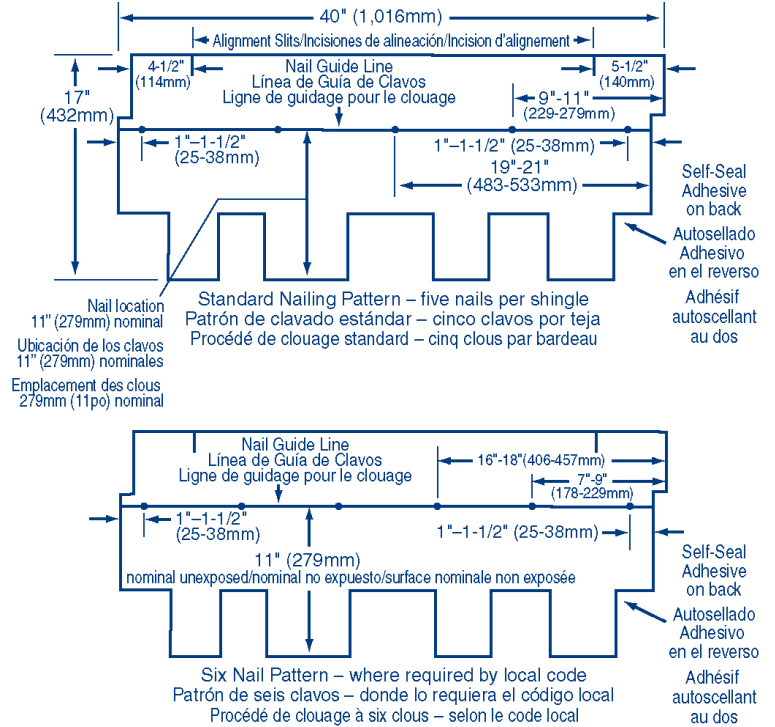 40" (1,016mm)
Alignment Slits/Incisiones de alineación/Incision d'alignement
4-1/2"
(114mm)
Nail Guide Line
Línea de Guía de Clavos
Ligne de guidage pour le clouage
5-1/2"
(140mm)
17"
(432mm)
9"-11"
(229-279mm)
1"–1-1/2"
(25-38mm)
1"–1-1/2" (25-38mm)
19"-21"
(483-533mm)
Self-Seal
Adhesive
on back
Autosellado
Adhesivo
en el reverso
Adhésif
autoscellant
au dos
Nail location
11" (279mm) nominal
Ubicación de los clavos
11" (279mm) nominales
Emplacement des clous
279mm (11po) nominal
Standard Nailing Pattern – five nails per shingle
Patrón de clavado estándar – cinco clavos por teja
Procédé de clouage standard – cinq clous par bardeau
Nail Guide Line
Línea de Guía de Clavos
Ligne de guidage pour le clouage
16"-18"(406-457mm)
7"-9"
(178-229mm)
1"–1-1/2"
(25-38mm)
1"–1-1/2" (25-38mm)
11" (279mm)
nominal unexposed/nominal no expuesto/surface nominale non exposée
Self-Seal
Adhesive
on back
Autosellado
Adhesivo
en el reverso
Adhésif
autoscellant
au dos
Six Nail Pattern – where required by local code
Patrón de seis clavos – donde lo requiera el código local
Procédé de clouage à six clous – selon le code local